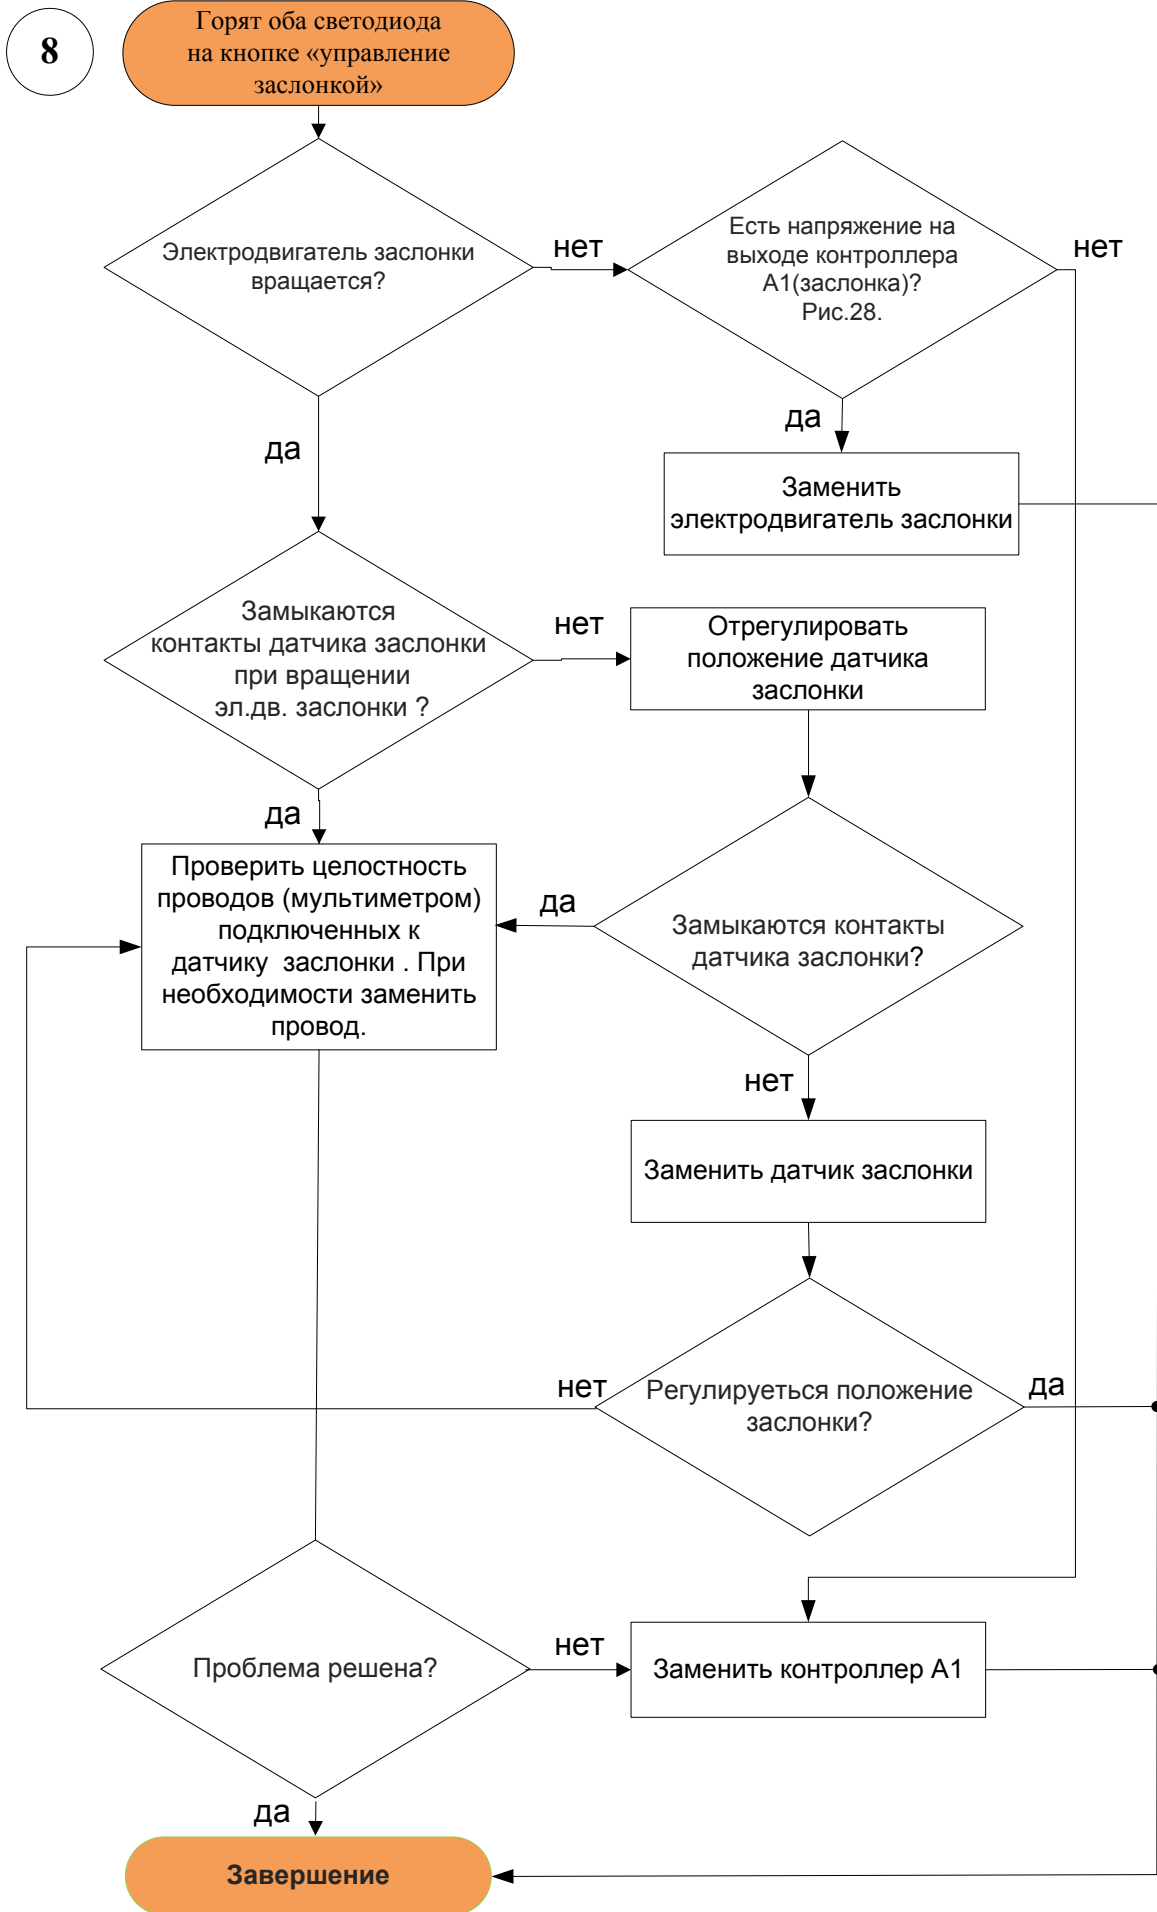 8
Горят оба светодиода
на кнопке «управление
заслонкой»
Электродвигатель заслонки
вращается?
нет
Есть напряжение на
выходе контроллера
А1(заслонка)?
Рис.28.
нет
да
да
Заменить
электродвигатель заслонки
Замыкаются
контакты датчика заслонки
при вращении
эл.дв. заслонки ?
нет
Отрегулировать
положение датчика
заслонки
да
Проверить целостность
проводов (мультиметром)
подключенных к
датчику заслонки . При
необходимости заменить
провод.
да
Замыкаются контакты
датчика заслонки?
нет
Заменить датчик заслонки
нет
Регулируеться положение
заслонки?
да
Проблема решена?
нет
Заменить контроллер А1
да
Завершение